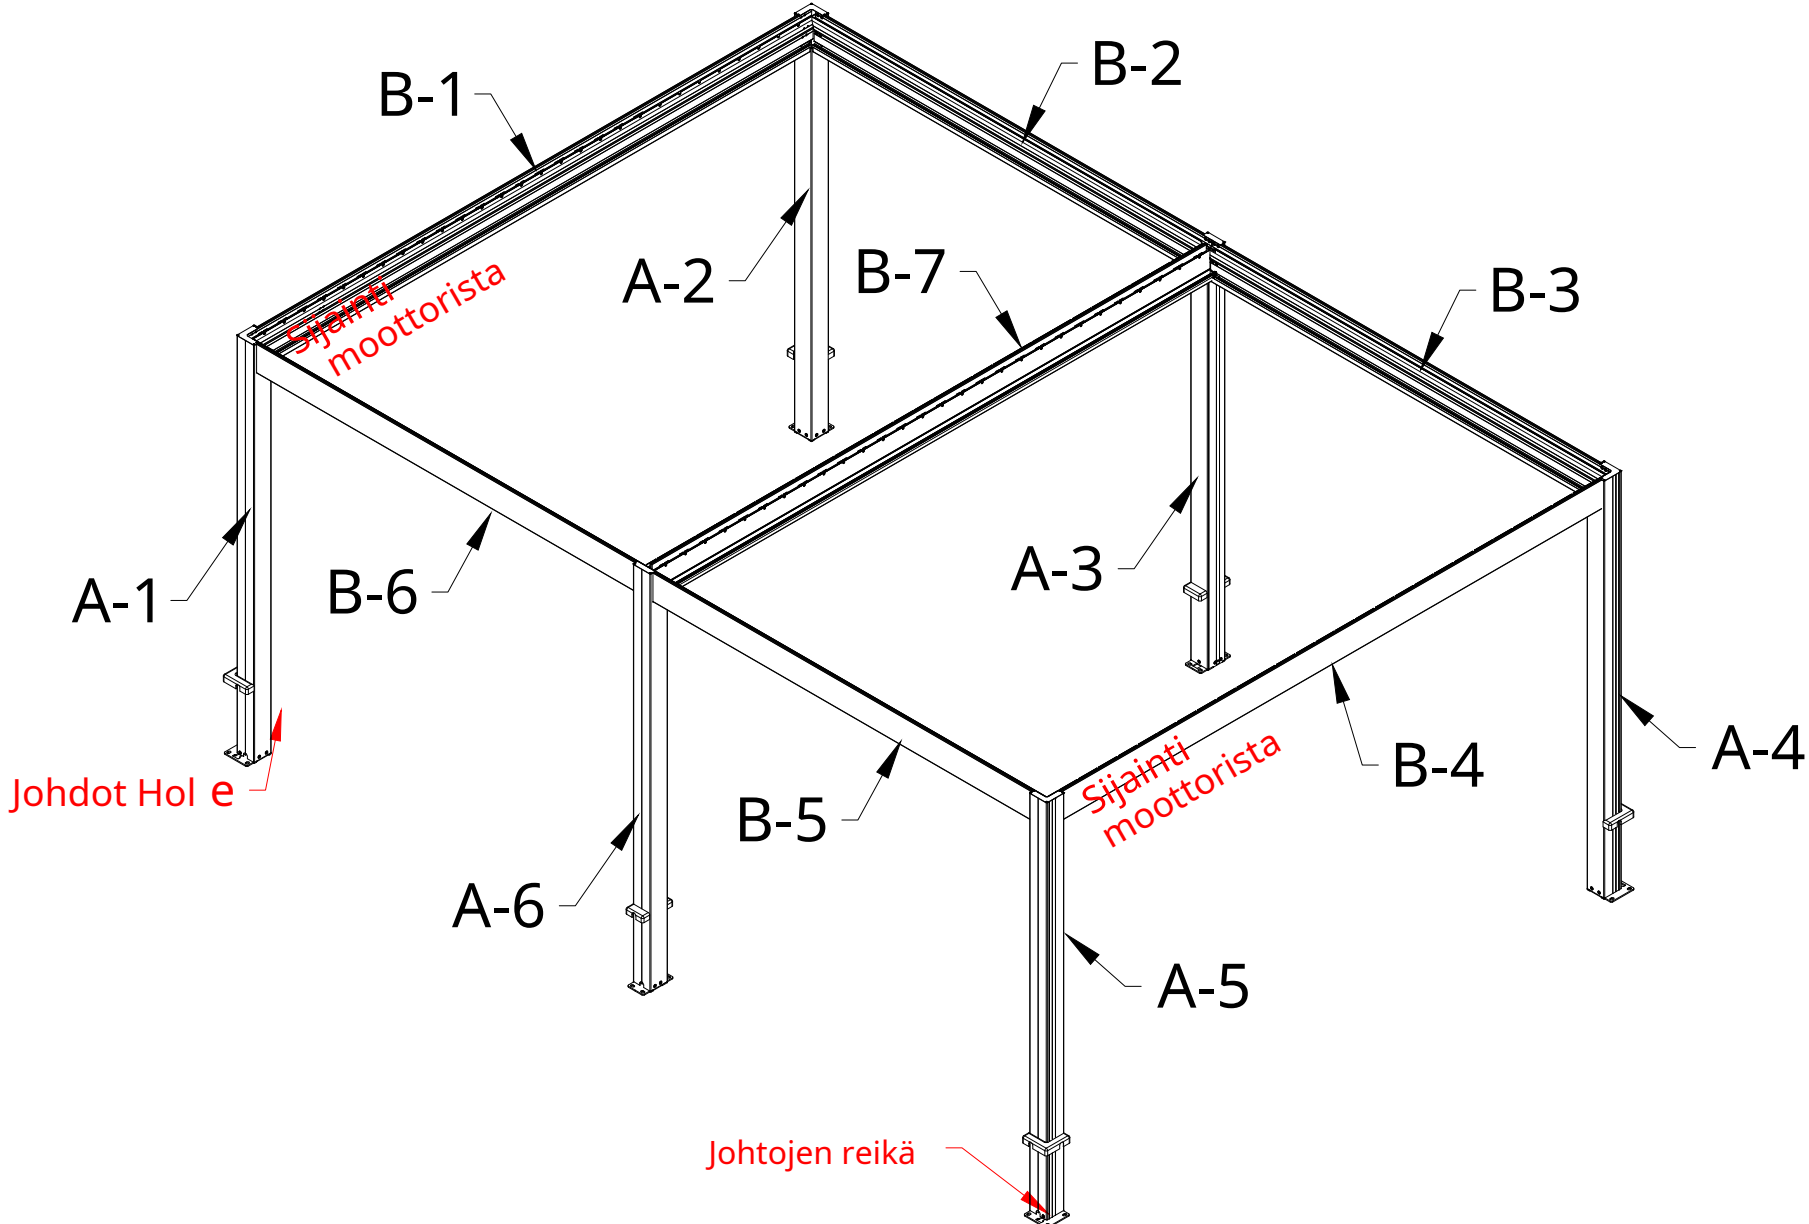 B-2
B-1
B-7
A-2
B-3
Sijainti
moottorista
A-3
B-6
A-1
A-4
B-4
Sijainti
moottorista
Johdot Hol e
B-5
A-6
A-5
Johtojen reikä